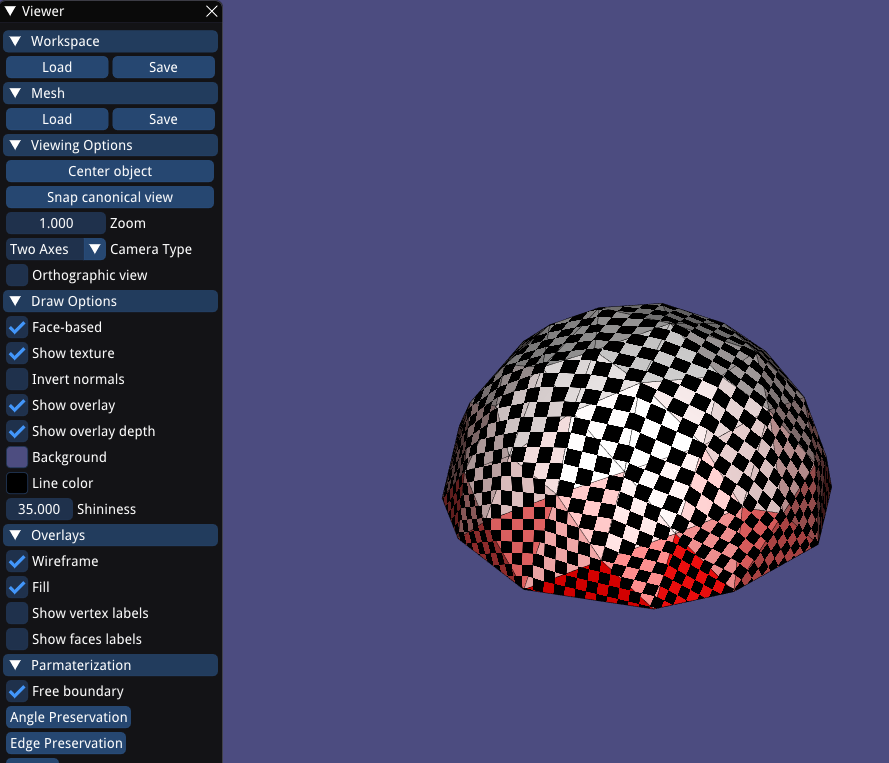 Viewer
Workspace
Load Save
Mesh
Load Save
Viewing Options
Center object
Snap canonical view
1.000 Zoom
Two Axes Camera Type
Orthographic view
Draw Options
Face-based
Show texture
Invert normals
Show overlay
Show overlay depth
Background
Line color
35.000 Shininess
Overlays
Wireframe
Fill
Show vertex labels
Show faces labels
Parmaterization
Free boundary
Angle Preservation
Edge Preservation